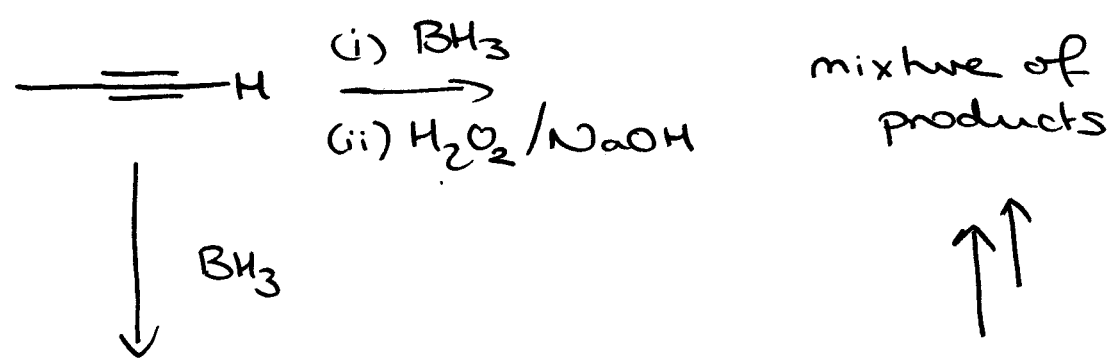 (i) BH3
H
(ii) H2O2/NaOH
mixture of
products
BH3